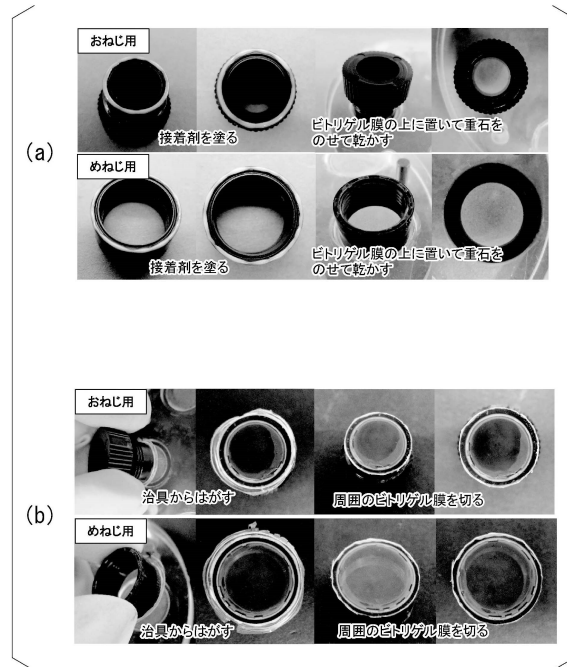 (a)
おねじ用
接着剤を塗る
ビトリゲル膜の上に置いて重石を
のせて乾かす
めねじ用
接着剤を塗る
ビトリゲル膜の上に置いて重石を
のせて乾かす
(b)
おねじ用
治具からはがす
周囲のビトリゲル膜を切る
めねじ用
治具からはがす
周囲のビトリゲル膜を切る